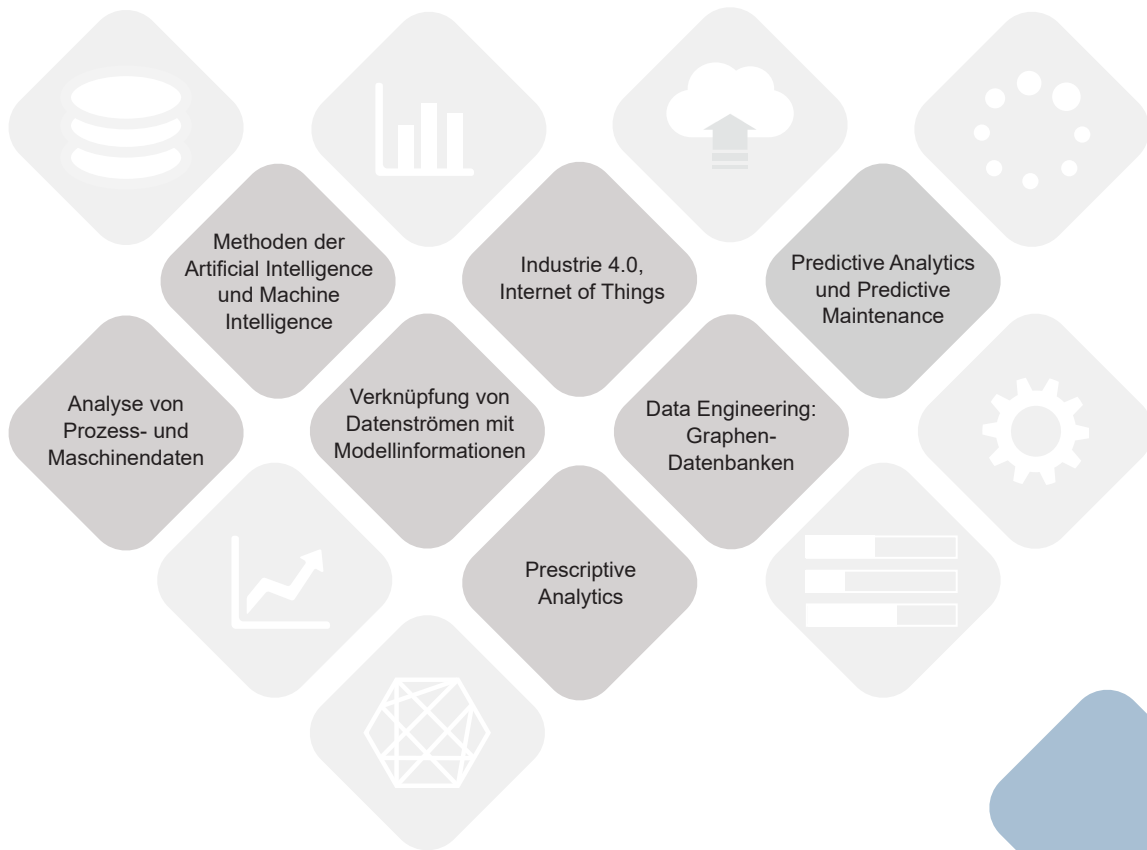 Methoden der
Artificial Intelligence
und Machine
Intelligence
Industrie 4.0,
Internet of Things
Predictive Analytics
und Predictive
Maintenance
Analyse von
Prozess- und
Maschinendaten
Verknüpfung von
Datenströmen mit
Modellinformationen
Data Engineering:
Graphen-
Datenbanken
Prescriptive
Analytics